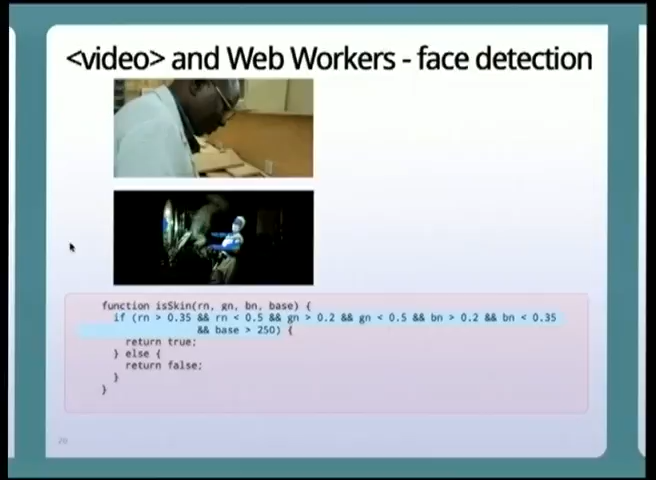 <video> and Web Workers - face detection
function isSkin(rn, gn, bn, base) {
if (rn > 0.35 && rn < 0.5 && gn > 0.2 && gn < 0.5 && bn > 0.2 && bn < 0.35
&& base > 250) {
return true;
} else {
return false;
}
}
20